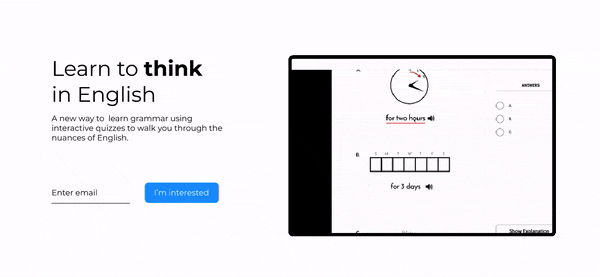 Learn to think
in English
A new way to learn grammar using
interactive quizzes to walk you through the
nuances of English.
Enter email
I'm interested
for two hours
B.
for 3 days
ANSWERS
A.
B.
C.
Show Explanation